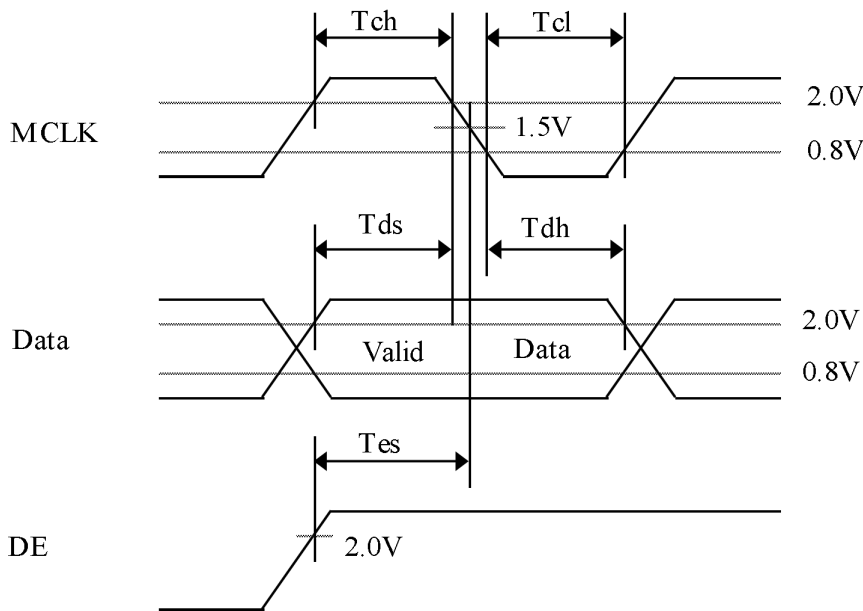 Tch
Tcl
2.0V
MCLK
1.5V
0.8V
Tds
Tdh
2.0V
Data
Valid
Data
0.8V
Tes
DE
2.0V